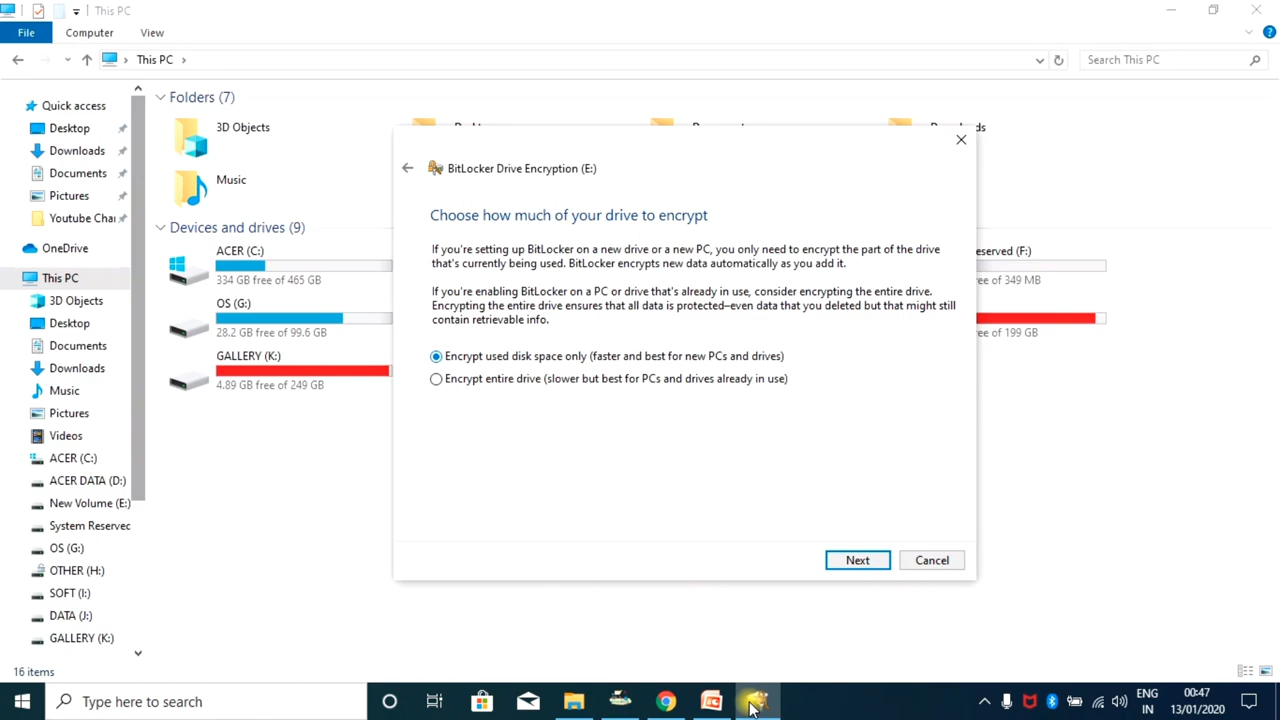 This PC
File Computer View
This PC
Search This PC
Quick access
Desktop
Downloads
Documents
Pictures
Youtube Cha
OneDrive
This PC
3D Objects
Desktop
Documents
Downloads
Music
Pictures
Videos
ACER (C:)
ACER DATA (D:)
New Volume (E:)
System Reserved
OS (G:)
OTHER (H:)
SOFT (I:)
DATA (J:)
GALLERY (K:)
16 items
Folders (7)
3D Objects
Music
Devices and drives (9)
ACER (C:)
334 GB free of 465 GB
OS (G:)
28.2 GB free of 99.6 GB
GALLERY (K:)
4.89 GB free of 249 GB
eserved (F:)
ee of 349 MB
of 199 GB
BitLocker Drive Encryption (E:)
Choose how much of your drive to encrypt
If you're setting up BitLocker on a new drive or a new PC, you only need to encrypt the part of the drive
that's currently being used. BitLocker encrypts new data automatically as you add it.
If you're enabling BitLocker on a PC or drive that's already in use, consider encrypting the entire drive.
Encrypting the entire drive ensures that all data is protected–even data that you deleted but that might still
contain retrievable info.
Encrypt used disk space only (faster and best for new PCs and drives)
Encrypt entire drive (slower but best for PCs and drives already in use)
Next Cancel
Type here to search
ENG
IN
00:47
13/01/2020